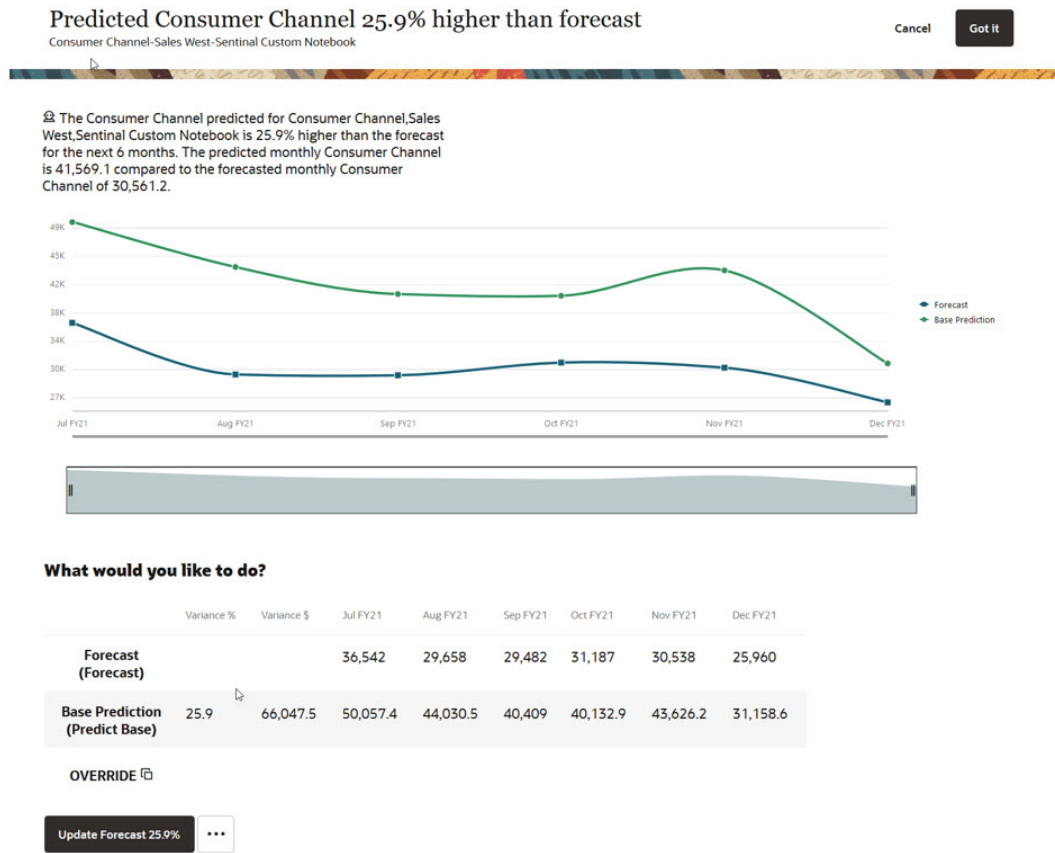 Predicted Consumer Channel 25.9% higher than forecast
Consumer Channel-Sales West-Sentinal Custom Notebook
Cancel
Got it
The Consumer Channel predicted for Consumer Channel,Sales
West,Sentinal Custom Notebook is 25.9% higher than the forecast
for the next 6 months. The predicted monthly Consumer Channel
is 41,569.1 compared to the forecasted monthly Consumer
Channel of 30,561.2.
49K
45K
42K
38K
34K
30K
27K
Jul FY21 Aug FY21 Sep FY21 Oct FY21 Nov FY21 Dec FY21
Forecast
Base Prediction
What would you like to do?
Variance % Variance $ Jul FY21 Aug FY21 Sep FY21 Oct FY21 Nov FY21 Dec FY21
Forecast
(Forecast)
36,542 29,658 29,482 31,187 30,538 25,960
Base Prediction
(Predict Base)
25.9 66,047.5 50,057.4 44,030.5 40,409 40,132.9 43,626.2 31,158.6
OVERRIDE
Update Forecast 25.9%